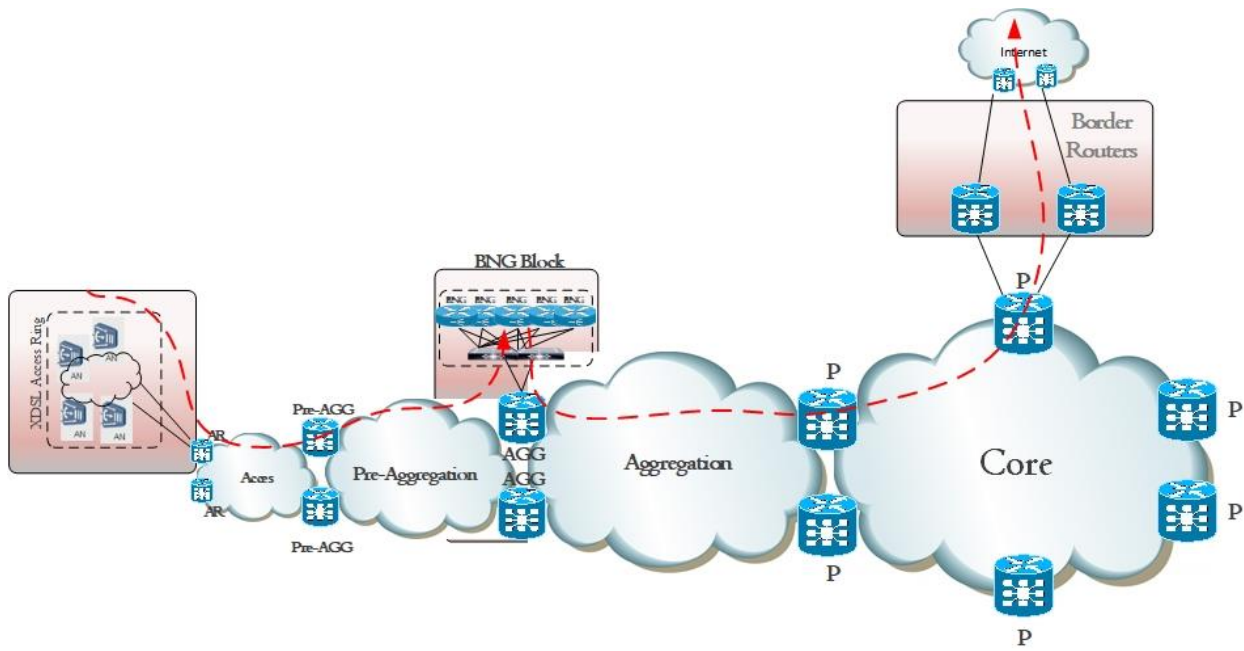 Internet
Border
Routers
BNG Block
BNG BNG BNG BNG BNG
P
XDSL Access Ring
AN
AN
AN
AN
P
Pre-AGG
P
AR
AGG
Acces
Pre-Aggregation
AGG
Aggregation
Core
AR
P
Pre-AGG
P
P